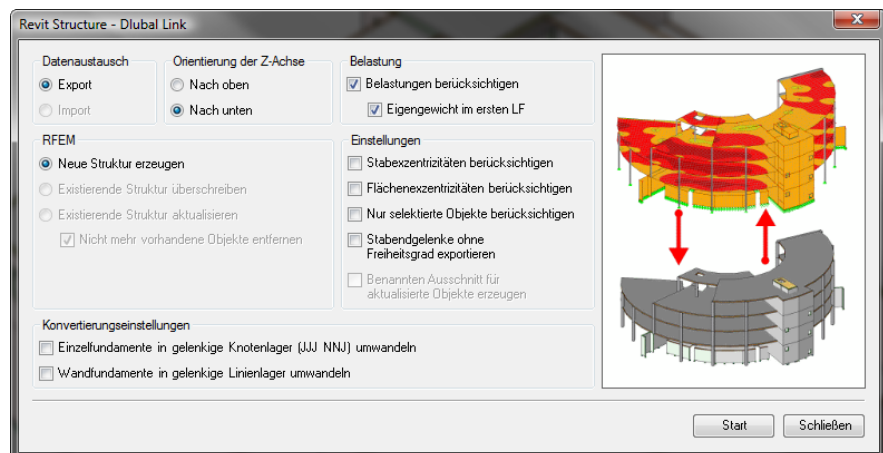 Revit Structure - Dlubal Link
Datenaustausch
Export
Import
Orientierung der Z-Achse
Nach oben
Nach unten
Belastung
Belastungen berücksichtigen
Eigengewicht im ersten LF
RFEM
Neue Struktur erzeugen
Existierende Struktur überschreiben
Existierende Struktur aktualisieren
Nicht mehr vorhandene Objekte entfernen
Einstellungen
Stabexzentrizitäten berücksichtigen
Flächenexzentrizitäten berücksichtigen
Nur selektierte Objekte berücksichtigen
Stabendgelenke ohne
Freiheitsgrad exportieren
Benannten Ausschnitt für
aktualisierte Objekte erzeugen
Konvertierungseinstellungen
Einzelfundamente in gelenkige Knotenlager (JJJ NNJ) umwandeln
Wandfundamente in gelenkige Linienlager umwandeln
Start
Schließen